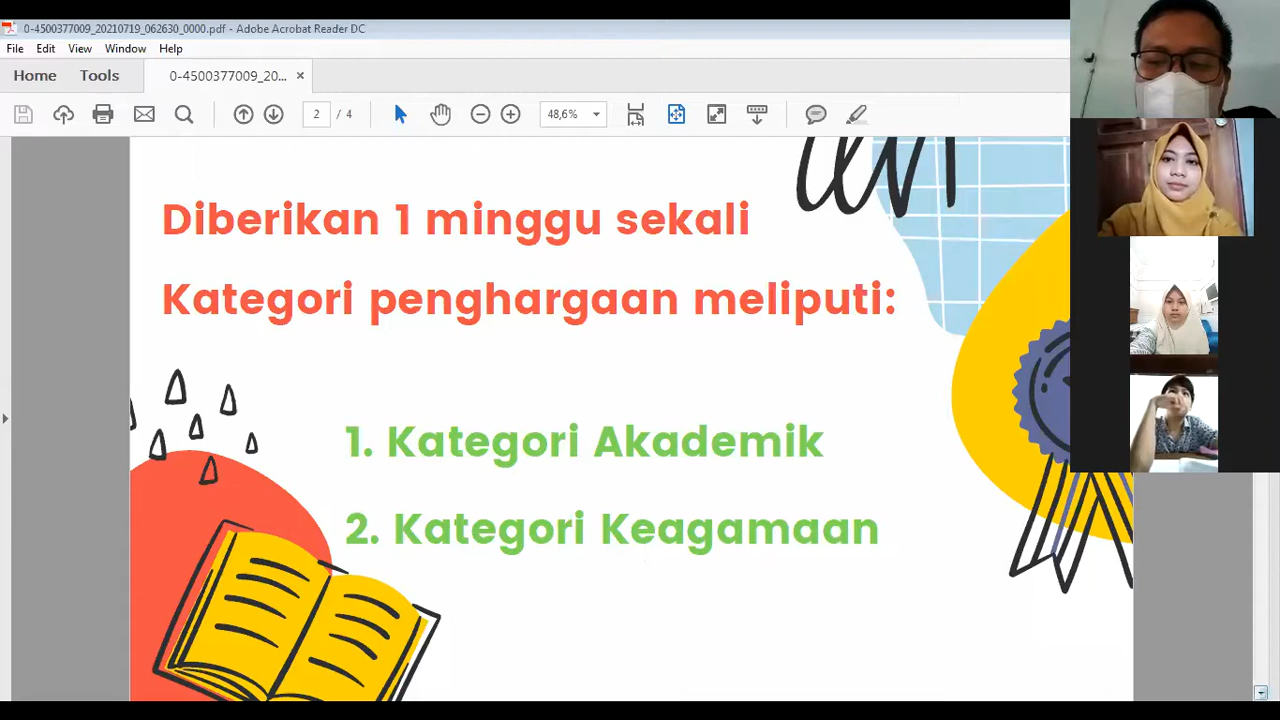 0-4500377009_20210719_062630_0000.pdf - Adobe Acrobat Reader DC
File Edit View Window Help
Home Tools 0-4500377009_20... ×
2 / 4 48,6%
Diberikan 1 minggu sekali
Kategori penghargaan meliputi:
1. Kategori Akademik
2. Kategori Keagamaan